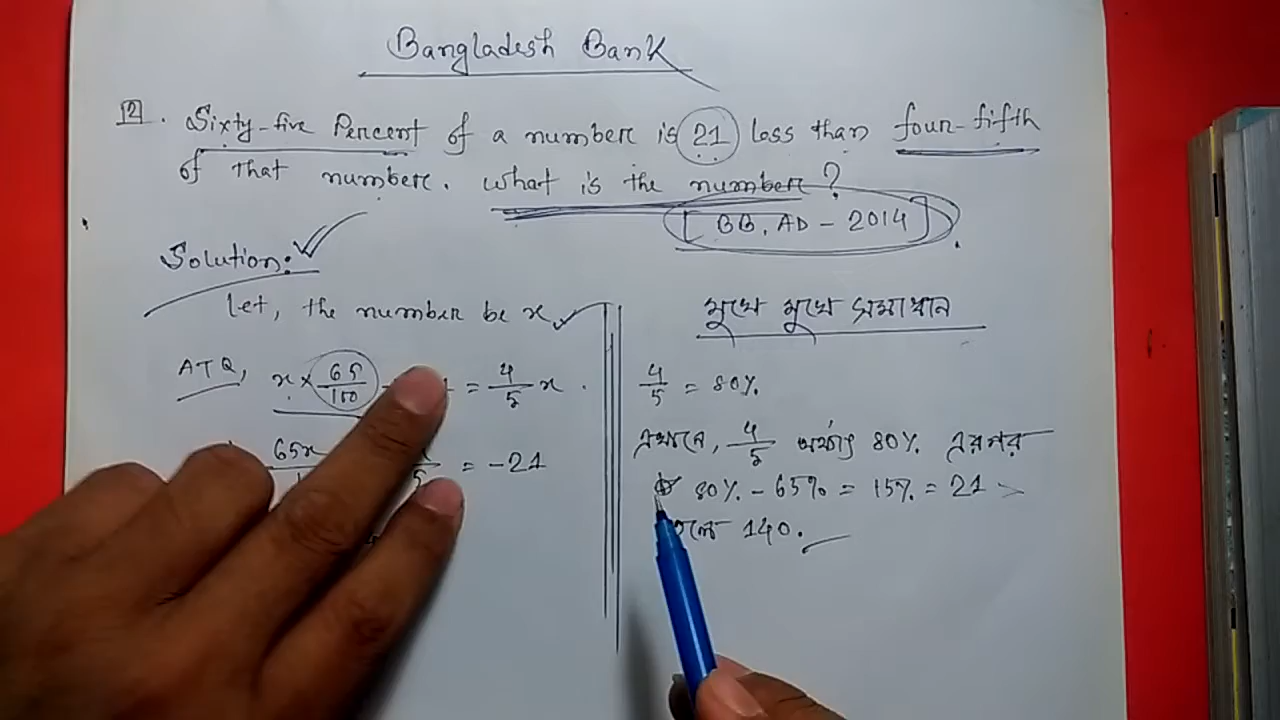 Bangladesh Bank
12. Sixty-five Percent of a number is 21 less than four-fifth
of that number. What is the number?
[BB, AD - 2014]
Solution:
Let, the number be x
ATQ, x × 65/100 = 4/5 x
65x = -21
মুখে মুখে সমাধান
4/5 = 80%
এখানে, 4/5 অর্থাৎ 80% এরপর
80% - 65% = 15% = 21
140.